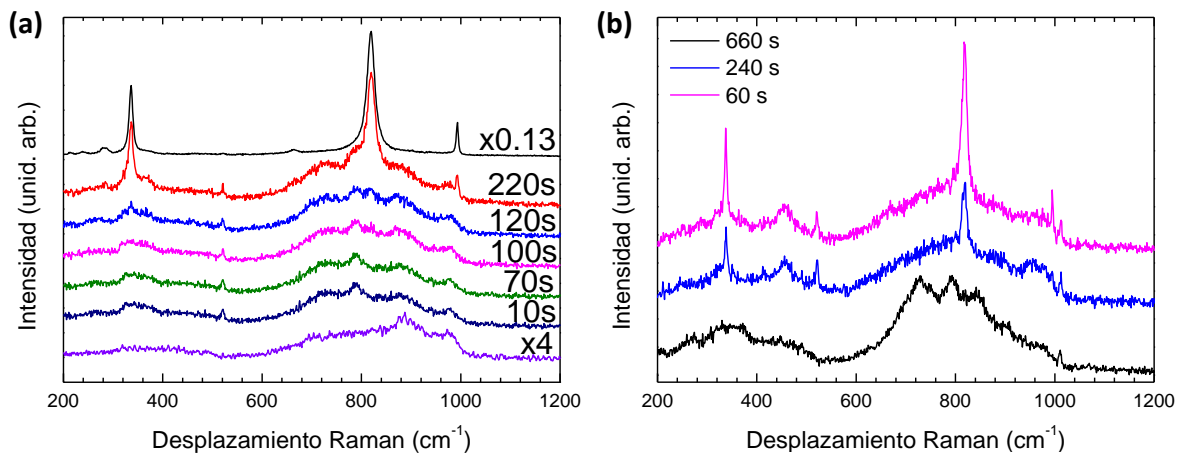 (a)
Intensidad (unid. arb.)
x0.13
220s
120s
100s
70s
10s
x4
200 400 600 800 1000 1200
Desplazamiento Raman (cm-1)
(b)
660 s
240 s
60 s
Intensidad (unid. arb.)
200 400 600 800 1000 1200
Desplazamiento Raman (cm-1)